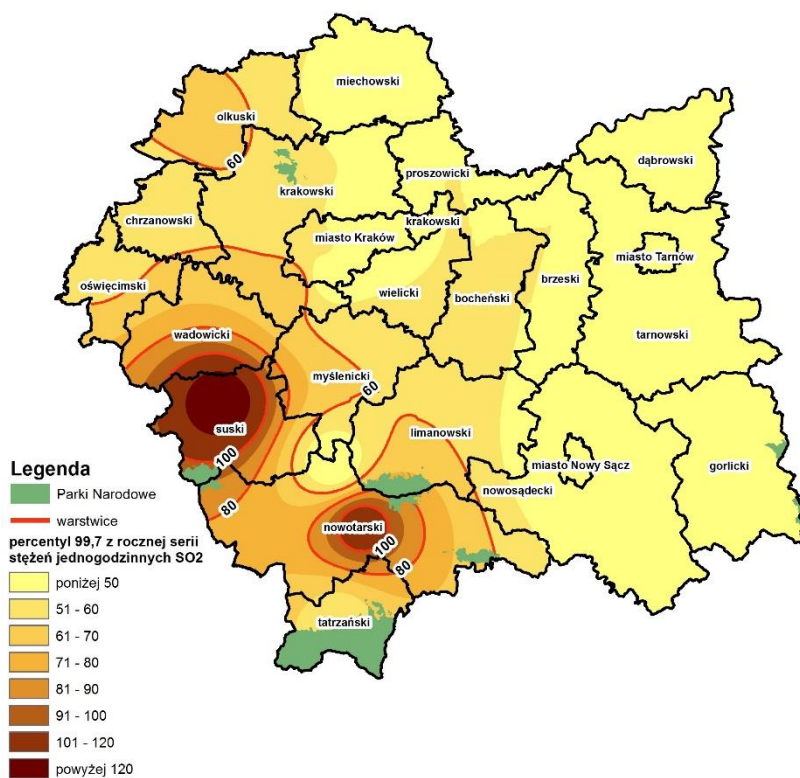 miechowski
olkuski
dąbrowski
60
proszowicki
krakowski
chrzanowski
krakowski
miasto Kraków
miasto Tarnów
oświęcimski
wielicki
bocheński
brzeski
wadowicki
tarnowski
myślenicki
60
suski
limanowski
100
miasto Nowy Sącz
gorlicki
nowosądecki
80
nowotarski
100
80
tatrzański
Legenda
Parki Narodowe
warstwice
percentyl 99,7 z rocznej serii
stężeń jednogodzinnych SO2
poniżej 50
51 - 60
61 - 70
71 - 80
81 - 90
91 - 100
101 - 120
powyżej 120